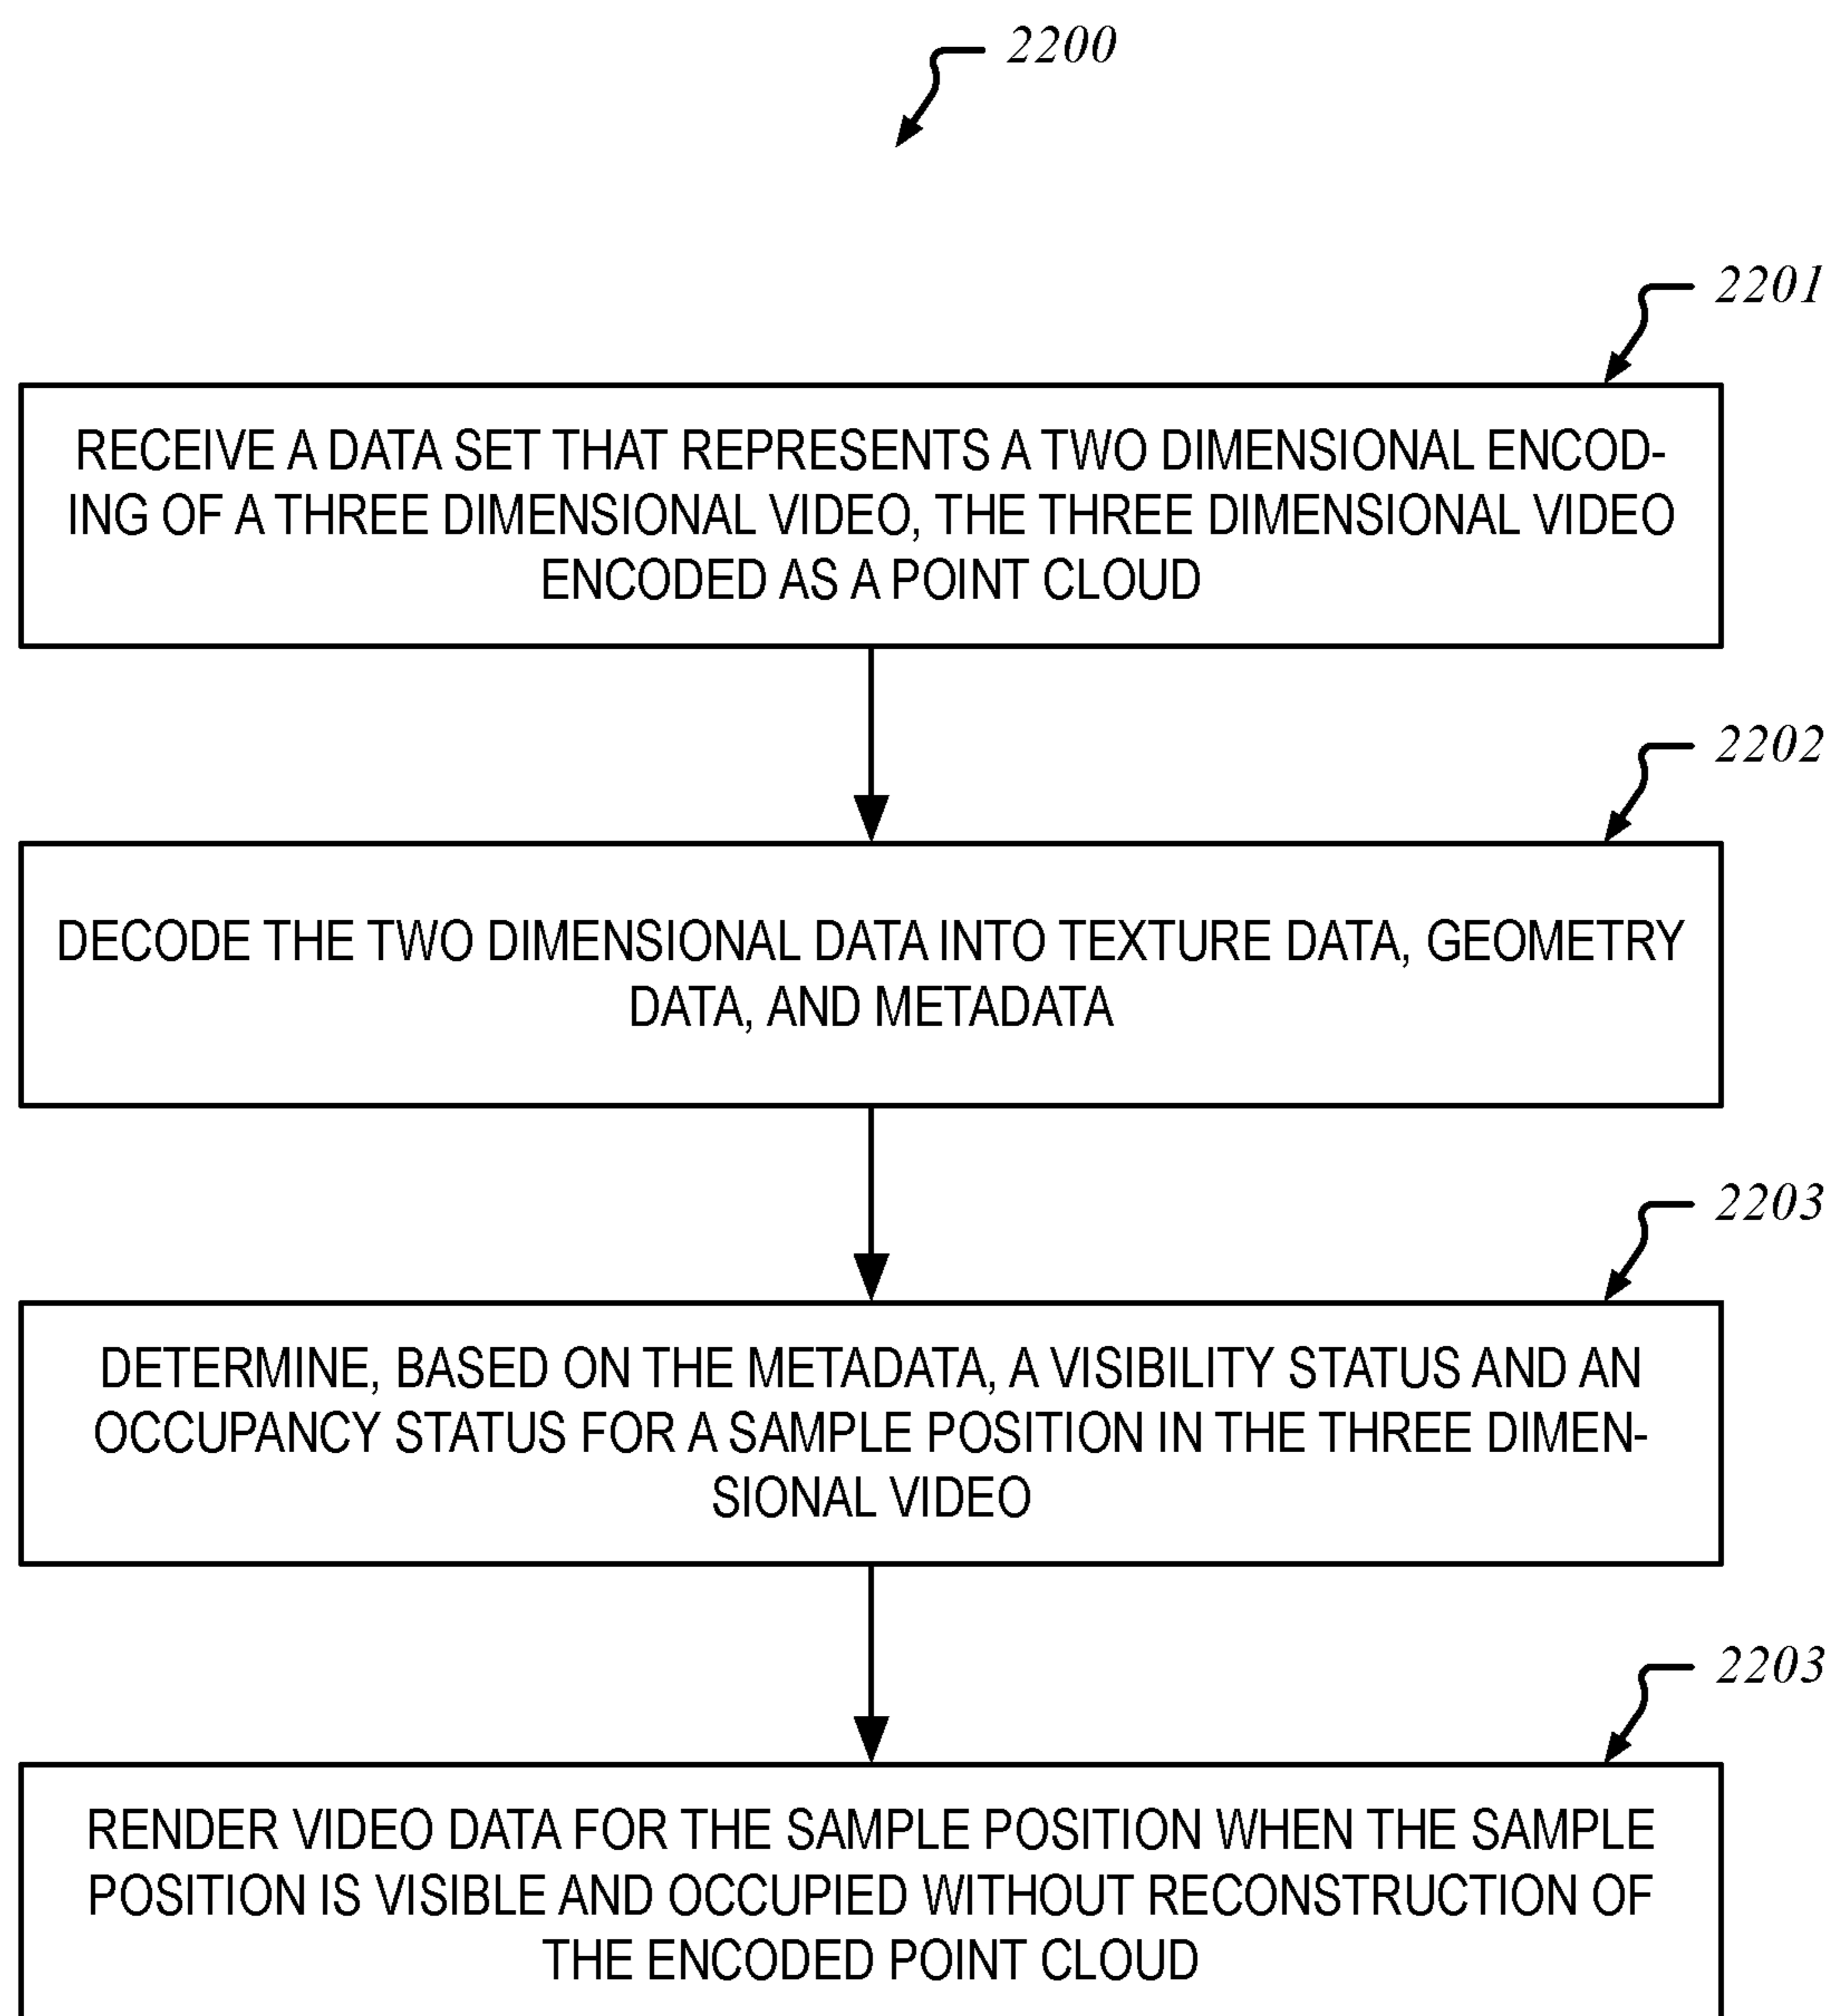 2200
2201
RECEIVE A DATA SET THAT REPRESENTS A TWO DIMENSIONAL ENCOD-
ING OF A THREE DIMENSIONAL VIDEO, THE THREE DIMENSIONAL VIDEO
ENCODED AS A POINT CLOUD
2202
DECODE THE TWO DIMENSIONAL DATA INTO TEXTURE DATA, GEOMETRY
DATA, AND METADATA
2203
DETERMINE, BASED ON THE METADATA, A VISIBILITY STATUS AND AN
OCCUPANCY STATUS FOR A SAMPLE POSITION IN THE THREE DIMEN-
SIONAL VIDEO
2203
RENDER VIDEO DATA FOR THE SAMPLE POSITION WHEN THE SAMPLE
POSITION IS VISIBLE AND OCCUPIED WITHOUT RECONSTRUCTION OF
THE ENCODED POINT CLOUD